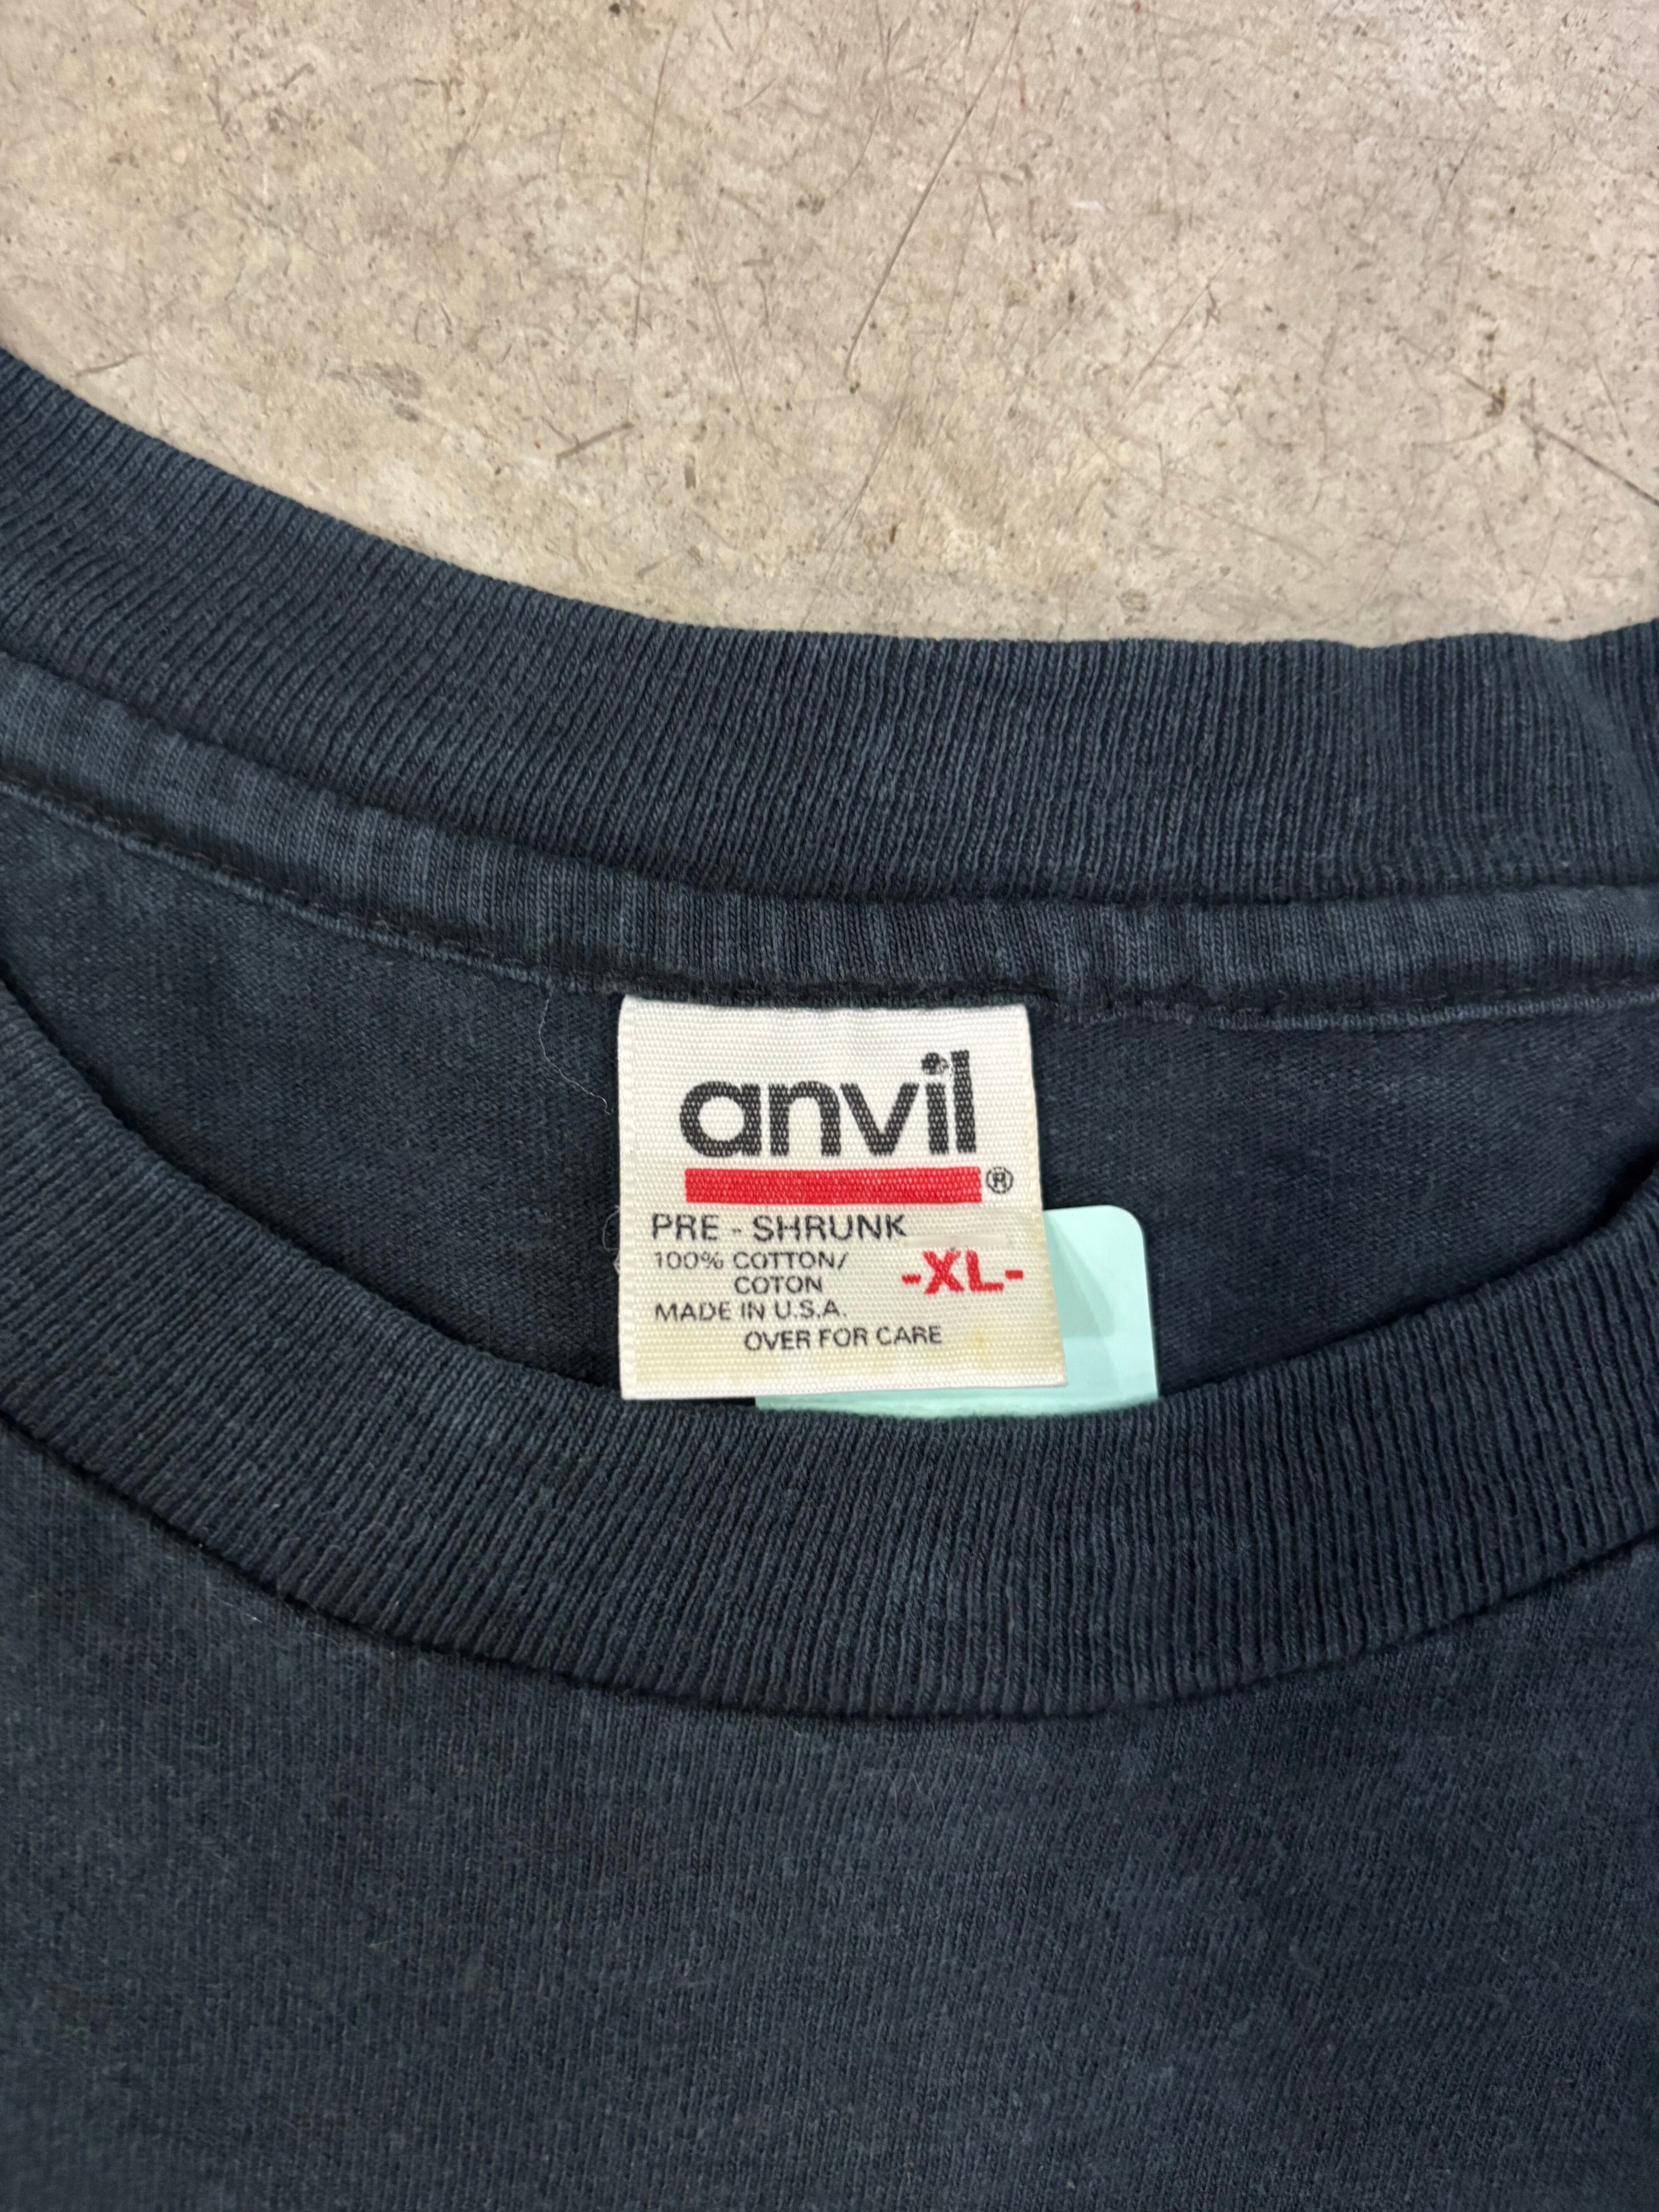 anvil®
PRE - SHRUNK
100% COTTON/
COTON
-XL-
MADE IN U.S.A.
OVER FOR CARE